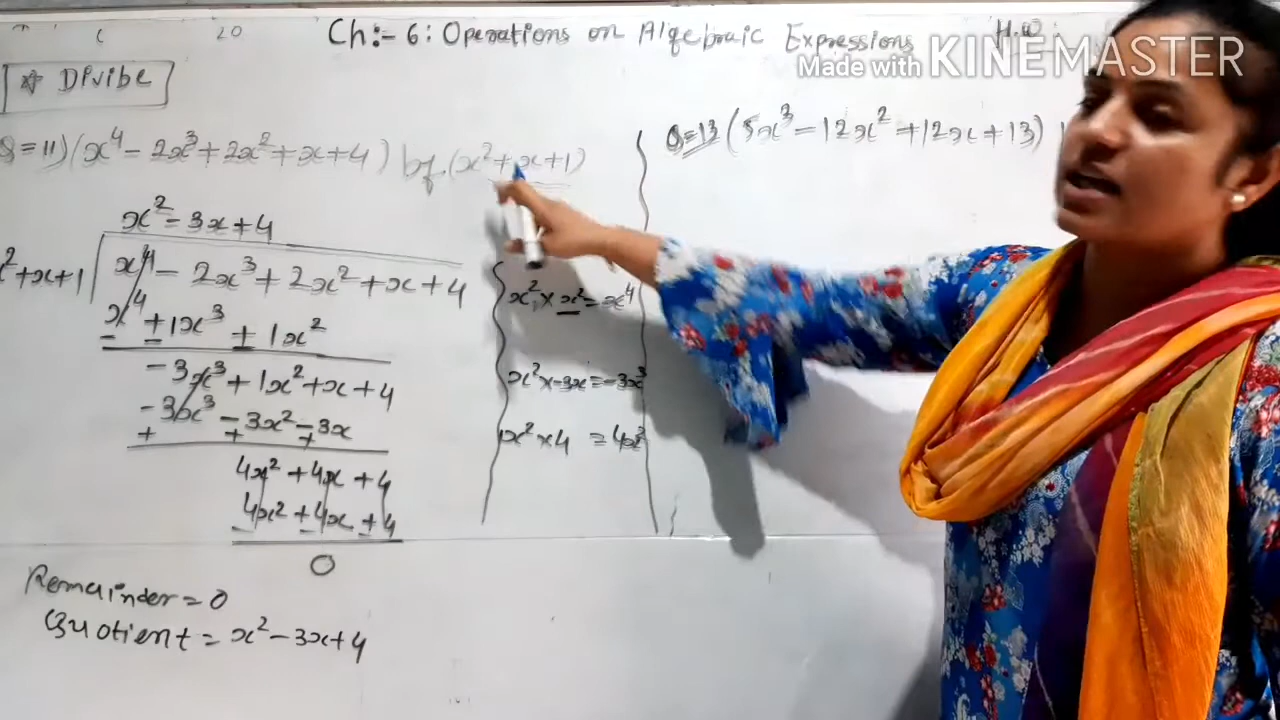 20 Ch:- 6: Operations on Algebraic Expressions H.W:
Made with KINEMASTER
* Divibe
Q=11) (x⁴ - 2x³ + 2x² + x + 4) by (x² + x + 1)
x² - 3x + 4
x² + x + 1 ) x⁴ - 2x³ + 2x² + x + 4
x⁴ + 1x³ + 1x²
- - -
-3x³ + 1x² + x + 4
-3x³ - 3x² - 3x
+ + +
4x² + 4x + 4
4x² + 4x + 4
- - -
0
Remainder = 0
Quotient = x² - 3x + 4
x² × x² = x⁴
x² × -3x = -3x³
x² × 4 = 4x²
Q=13 (5x³ - 12x² + 12x + 13)